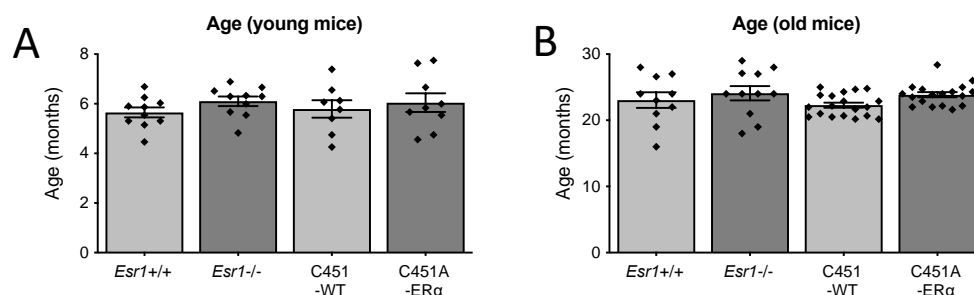 A
Age (young mice)
Age (months)
8
6
4
2
0
Esr1+/+
Esr1-/-
C451
-WT
C451A
-ERα
B
Age (old mice)
Age (months)
30
20
10
0
Esr1+/+
Esr1-/-
C451
-WT
C451A
-ERα